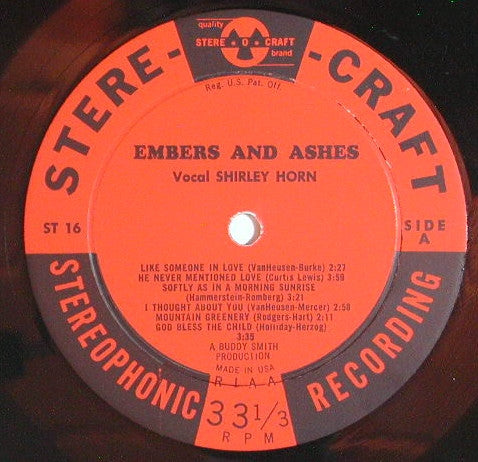 quality
STERE - O - CRAFT
brand
STERE-O-CRAFT
Reg. U.S. Pat. Off.
EMBERS AND ASHES
Vocal SHIRLEY HORN
ST 16
SIDE
A
LIKE SOMEONE IN LOVE (VanHeusen-Burke) 2:27
HE NEVER MENTIONED LOVE (Curtis Lewis) 3:59
SOFTLY AS IN A MORNING SUNRISE
(Hammerstein-Romberg) 3:21
I THOUGHT ABOUT YOU (VanHeusen-Mercer) 2:58
MOUNTAIN GREENERY (Rodgers-Hart) 2:11
GOD BLESS THE CHILD (Holliday-Herzog)
3:35
A BUDDY SMITH
PRODUCTION
MADE IN USA
R I A A
33 1/3
RPM
STEREOPHONIC RECORDING